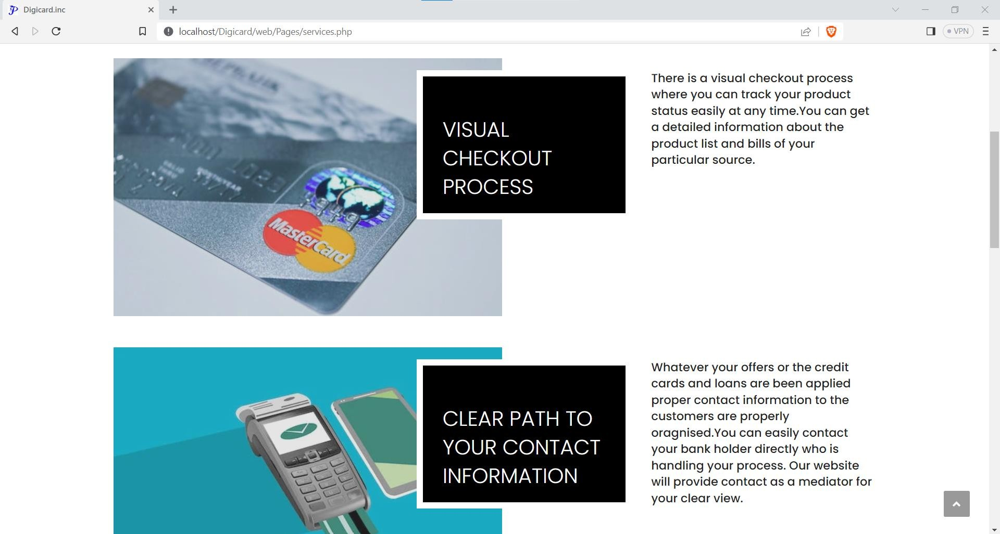 Digicard.inc
localhost/Digicard/web/Pages/services.php
VPN
MasterCard
VISUAL
CHECKOUT
PROCESS
There is a visual checkout process
where you can track your product
status easily at any time.You can get
a detailed information about the
product list and bills of your
particular source.
CLEAR PATH TO
YOUR CONTACT
INFORMATION
Whatever your offers or the credit
cards and loans are been applied
proper contact information to the
customers are properly
oragnised.You can easily contact
your bank holder directly who is
handling your process. Our website
will provide contact as a mediator for
your clear view.